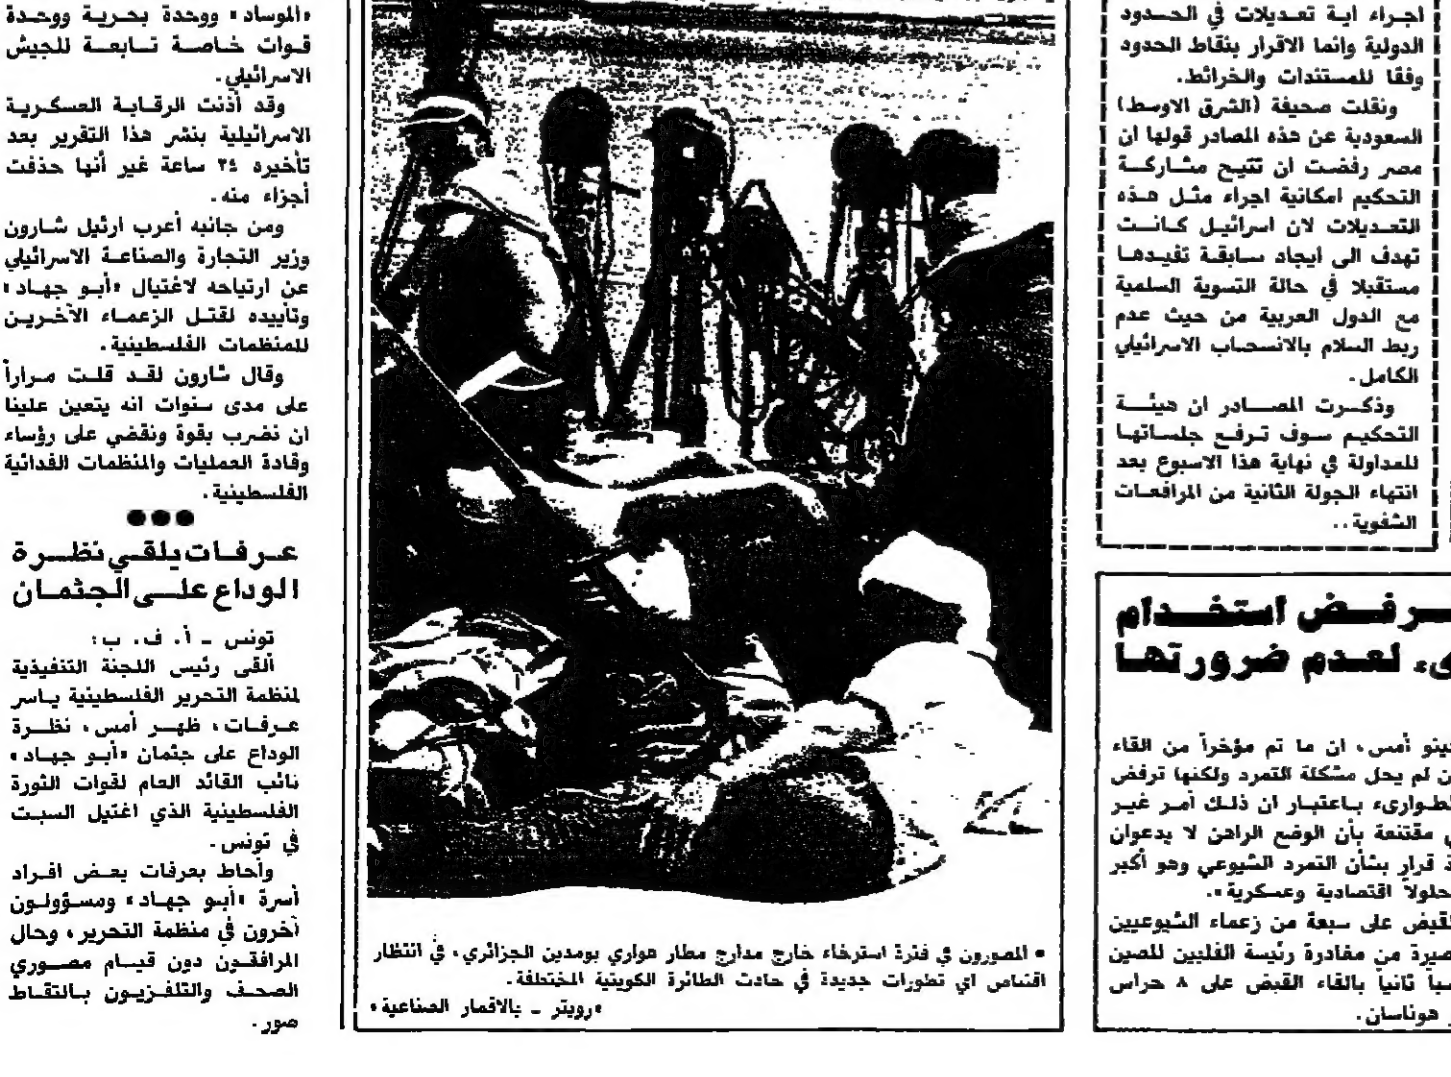 اجراء اية تعديلات في الحدود
الدولية وانما الاقرار بنقاط الحدود
وفقا للمستندات والخرائط.
ونقلت صحيفة (الشرق الاوسط)
السعودية عن هذه المصادر قولها ان
مصر رفضت ان تتيح مشاركة
التحكيم امكانية اجراء مثل هذه
التعديلات لان اسرائيل كانت
تهدف الى ايجاد سابقة تفيدها
مستقبلا في حالة التسوية السلمية
مع الدول العربية من حيث عدم
ربط السلام بالانسحاب الاسرائيلي
الكامل.
وذكرت المصادر ان هيئة
التحكيم سوف ترفع جلساتها
للمداولة في نهاية هذا الاسبوع بعد
انتهاء الجولة الثانية من المرافعات
الشفوية..
رفض استخدام
لعدم ضرورتها
أمس، ان ما تم مؤخراً من القاء
لم يحل مشكلة التمرد ولكنها ترفض
باعتبار ان ذلك أمر غير
مقتنعة بأن الوضع الراهن لا يدعوان
قرار بشأن التمرد الشيوعي وهو أكبر
اقتصادية وعسكرية».
على سبعة من زعماء الشيوعيين
من مغادرة رئيسة الفلبين للصين
ثانياً بالقاء القبض على ٨ حراس
هوناسان.
• المصورون في فترة استرخاء خارج مدارج مطار هواري بومدين الجزائري، في انتظار
اقتناص اي تطورات جديدة في حادث الطائرة الكويتية المختطفة.
«رويتر ـ بالاقمار الصناعية»
«الموساد» ووحدة بحرية ووحدة
قوات خاصة تابعة للجيش
الاسرائيلي.
وقد أذنت الرقابة العسكرية
الاسرائيلية بنشر هذا التقرير بعد
تأخيره ٢٤ ساعة غير أنها حذفت
أجزاء منه.
ومن جانبه أعرب ارئيل شارون
وزير التجارة والصناعة الاسرائيلي
عن ارتياحه لاغتيال «أبو جهاد»
وتأييده لقتل الزعماء الآخرين
للمنظمات الفلسطينية.
وقال شارون لقد قلت مراراً
على مدى سنوات انه يتعين علينا
ان نضرب بقوة ونقضي على رؤساء
وقادة العمليات والمنظمات الفدائية
الفلسطينية.
●●●
عرفات يلقي نظرة
الوداع على الجثمان
تونس ـ أ. ف. ب:
ألقى رئيس اللجنة التنفيذية
لمنظمة التحرير الفلسطينية ياسر
عرفات، ظهر أمس، نظرة
الوداع على جثمان «أبو جهاد»
نائب القائد العام لقوات الثورة
الفلسطينية الذي اغتيل السبت
في تونس.
وأحاط بعرفات بعض افراد
أسرة «أبو جهاد» ومسؤولون
آخرون في منظمة التحرير، وحال
المرافقون دون قيام مصوري
الصحف والتلفزيون بالتقاط
صور.